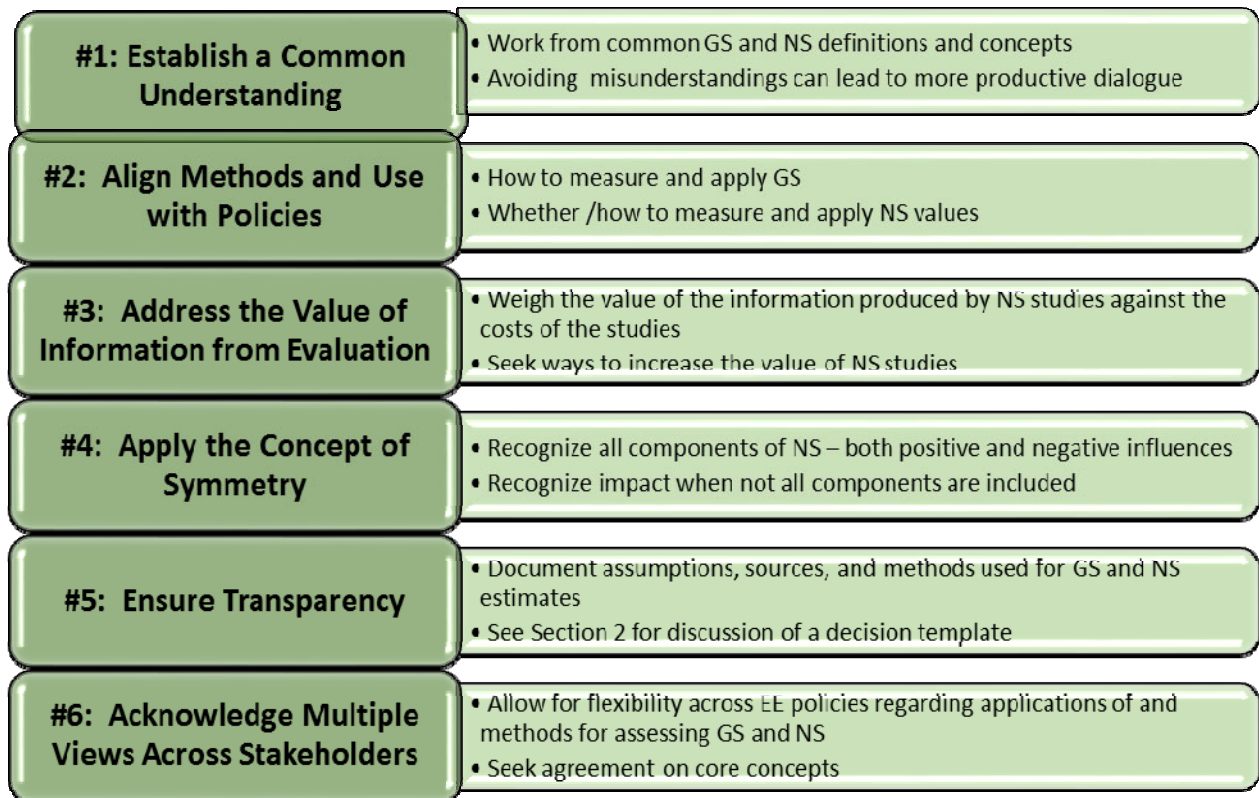 #1: Establish a Common
Understanding
• Work from common GS and NS definitions and concepts
• Avoiding misunderstandings can lead to more productive dialogue
#2: Align Methods and Use
with Policies
• How to measure and apply GS
• Whether /how to measure and apply NS values
#3: Address the Value of
Information from Evaluation
• Weigh the value of the information produced by NS studies against the
costs of the studies
• Seek ways to increase the value of NS studies
#4: Apply the Concept of
Symmetry
• Recognize all components of NS – both positive and negative influences
• Recognize impact when not all components are included
#5: Ensure Transparency
• Document assumptions, sources, and methods used for GS and NS
estimates
• See Section 2 for discussion of a decision template
#6: Acknowledge Multiple
Views Across Stakeholders
• Allow for flexibility across EE policies regarding applications of and
methods for assessing GS and NS
• Seek agreement on core concepts